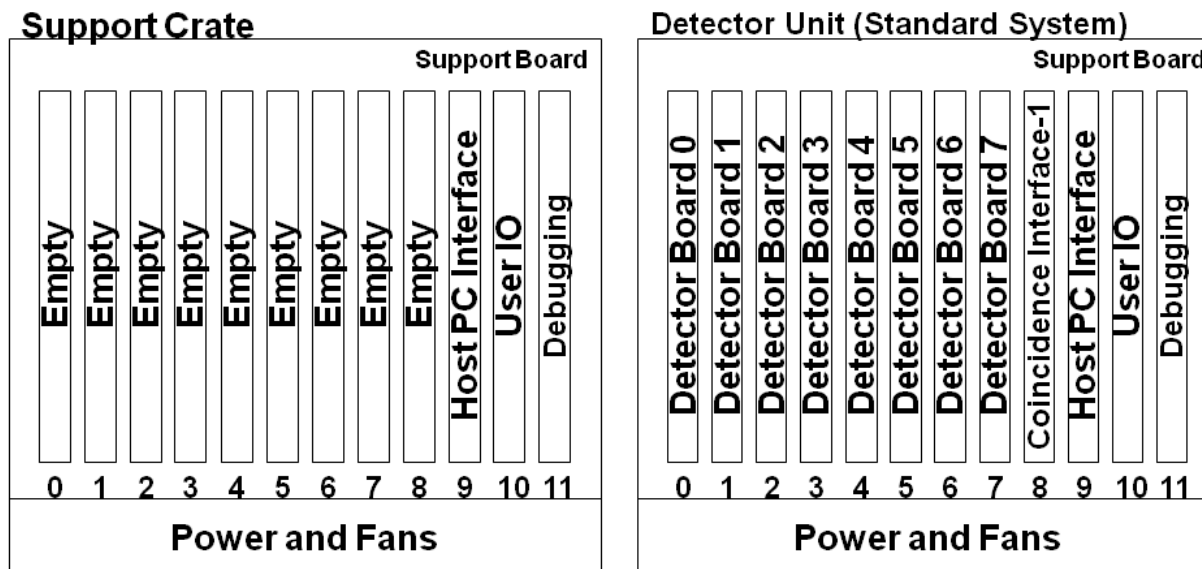 Support Crate
Support Board
Empty
Empty
Empty
Empty
Empty
Empty
Empty
Empty
Empty
Host PC Interface
User IO
Debugging
0 1 2 3 4 5 6 7 8 9 10 11
Power and Fans
Detector Unit (Standard System)
Support Board
Detector Board 0
Detector Board 1
Detector Board 2
Detector Board 3
Detector Board 4
Detector Board 5
Detector Board 6
Detector Board 7
Coincidence Interface-1
Host PC Interface
User IO
Debugging
0 1 2 3 4 5 6 7 8 9 10 11
Power and Fans